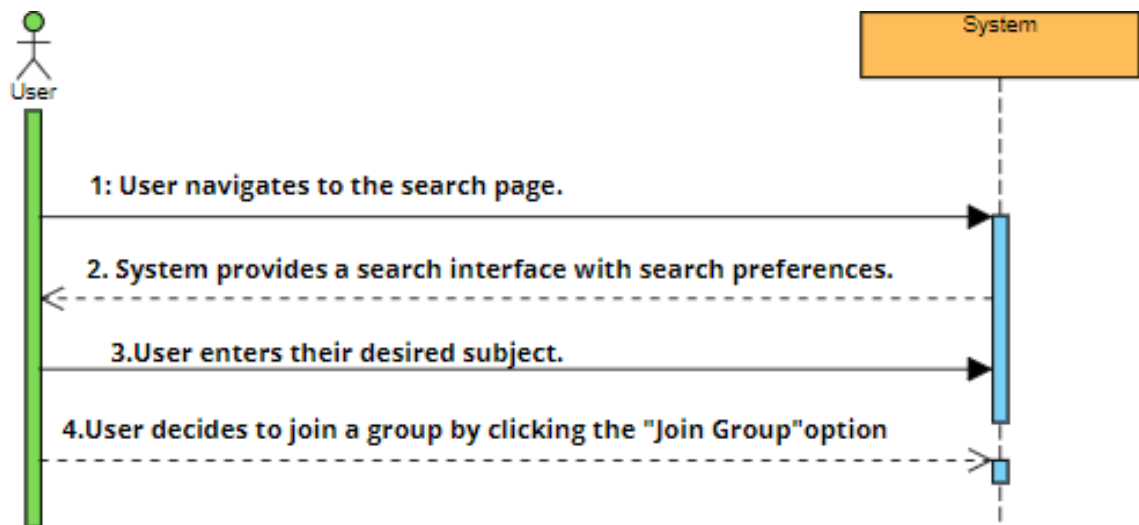 System
User
1: User navigates to the search page.
2. System provides a search interface with search preferences.
3.User enters their desired subject.
4.User decides to join a group by clicking the "Join Group"option